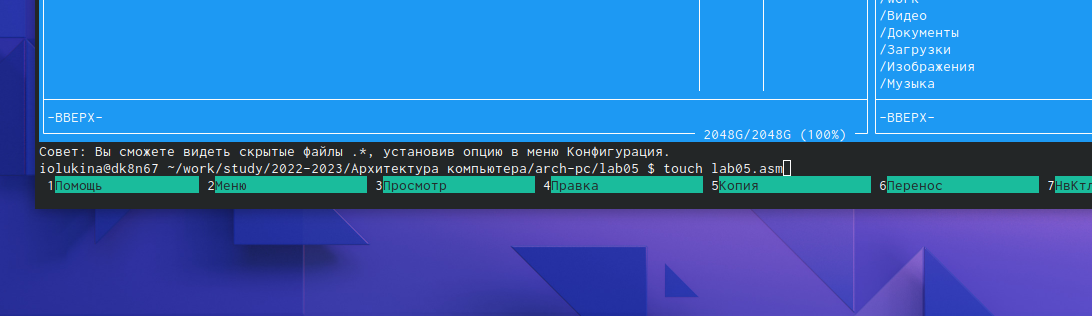 /work
/Видео
/Документы
/Загрузки
/Изображения
/Музыка
-ВВЕРХ-
-ВВЕРХ-
2048G/2048G (100%)
Совет: Вы сможете видеть скрытые файлы .*, установив опцию в меню Конфигурация.
iolukina@dk8n67 ~/work/study/2022-2023/Архитектура компьютера/arch-pc/lab05 $ touch lab05.asm
1Помощь 2Меню 3Просмотр 4Правка 5Копия 6Перенос 7НвКтл